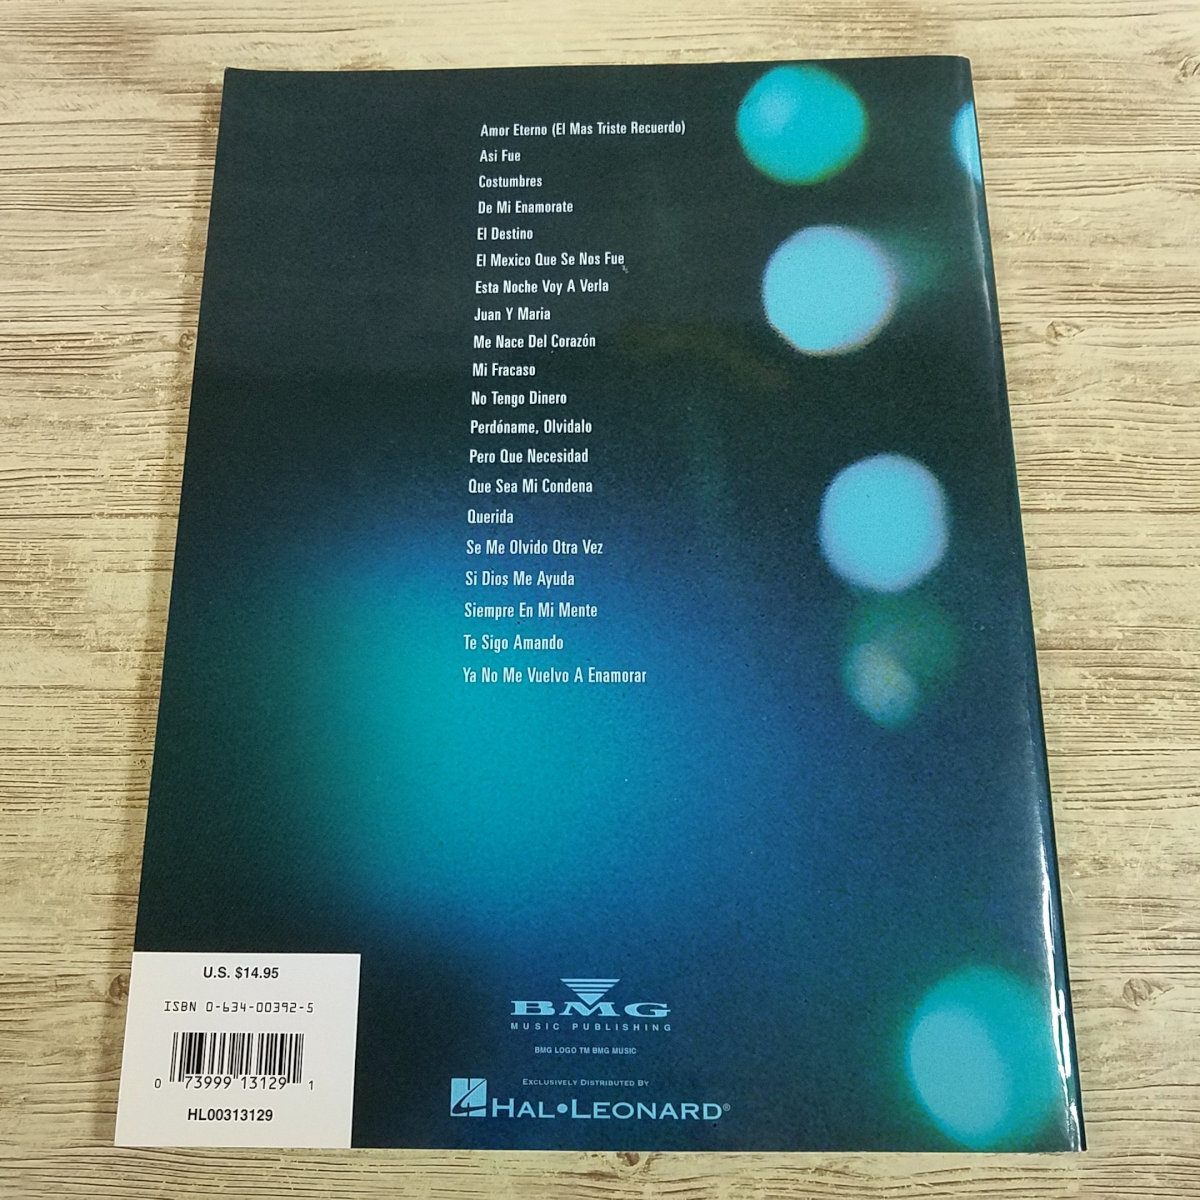 Amor Eterno (El Mas Triste Recuerdo)
Asi Fue
Costumbres
De Mi Enamorate
El Destino
El Mexico Que Se Nos Fue
Esta Noche Voy A Verla
Juan Y Maria
Me Nace Del Corazón
Mi Fracaso
No Tengo Dinero
Perdóname, Olvidalo
Pero Que Necesidad
Que Sea Mi Condena
Querida
Se Me Olvido Otra Vez
Si Dios Me Ayuda
Siempre En Mi Mente
Te Sigo Amando
Ya No Me Vuelvo A Enamorar
U.S. $14.95
ISBN 0-634-00392-5
0 73999 13129 1
HL00313129
BMG
MUSIC PUBLISHING
BMG LOGO TM BMG MUSIC
EXCLUSIVELY DISTRIBUTED BY
HAL•LEONARD®